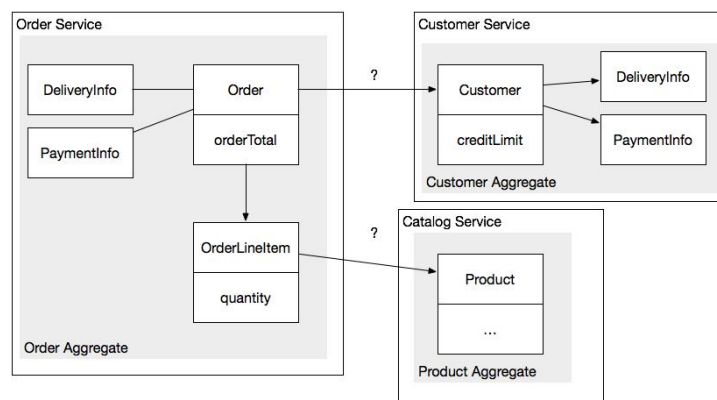 Order Service
DeliveryInfo
Order
PaymentInfo
orderTotal
OrderLineItem
quantity
Order Aggregate
?
Customer Service
Customer
DeliveryInfo
creditLimit
PaymentInfo
Customer Aggregate
?
Catalog Service
Product
...
Product Aggregate